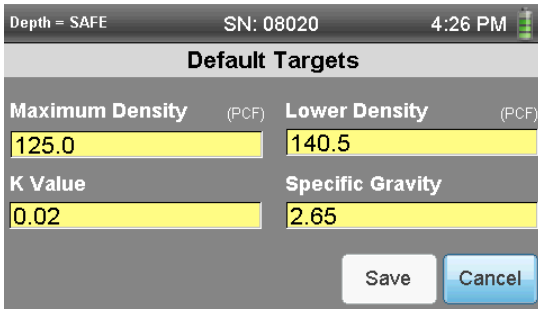 Depth = SAFE SN: 08020 4:26 PM
Default Targets
Maximum Density (PCF) Lower Density (PCF)
125.0 140.5
K Value Specific Gravity
0.02 2.65
Save Cancel